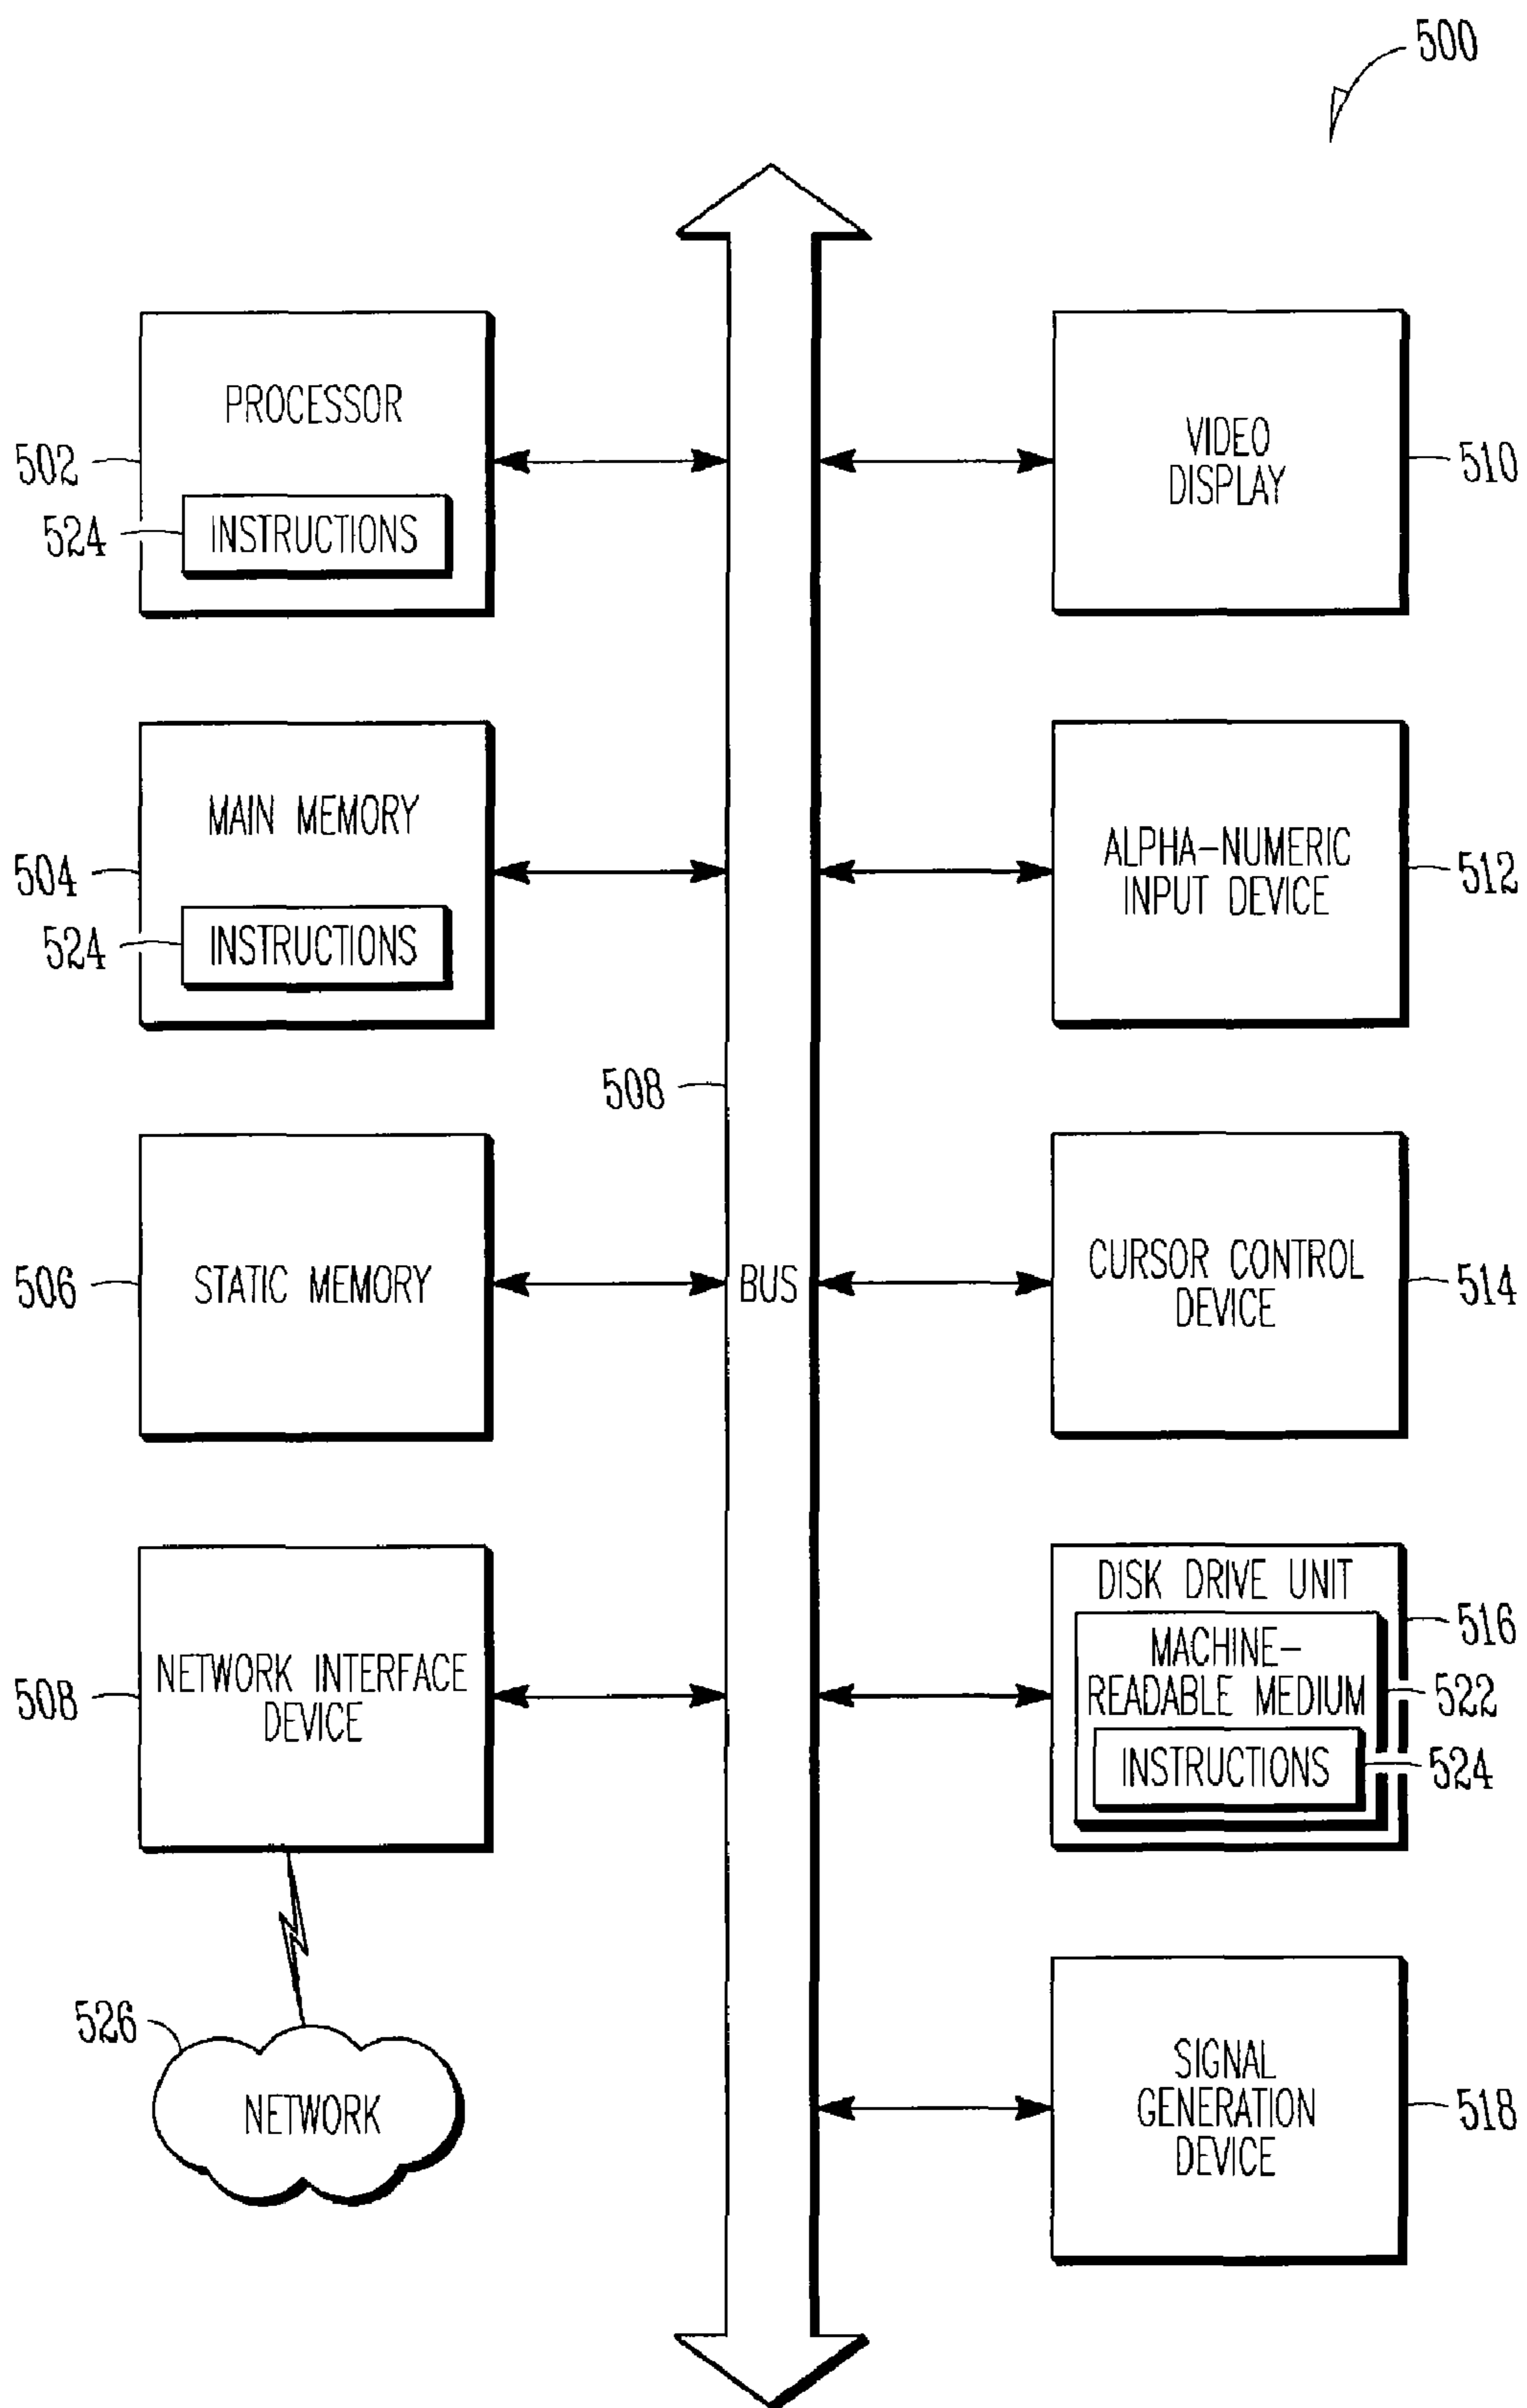 500
PROCESSOR
502
524
INSTRUCTIONS
VIDEO
DISPLAY
510
MAIN MEMORY
504
524
INSTRUCTIONS
ALPHA-NUMERIC
INPUT DEVICE
512
508
STATIC MEMORY
506
BUS
CURSOR CONTROL
DEVICE
514
NETWORK INTERFACE
DEVICE
508
DISK DRIVE UNIT
516
MACHINE-
READABLE MEDIUM
522
INSTRUCTIONS
524
526
NETWORK
SIGNAL
GENERATION
DEVICE
518